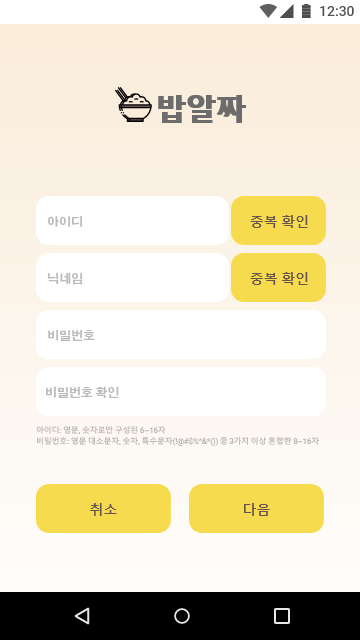 12:30
밥알짜
아이디
중복 확인
닉네임
중복 확인
비밀번호
비밀번호 확인
아이디: 영문, 숫자로만 구성된 6~16자
비밀번호: 영문 대소문자, 숫자, 특수문자(!@#$%^&*()) 중 3가지 이상 혼합한 8~16자
취소
다음